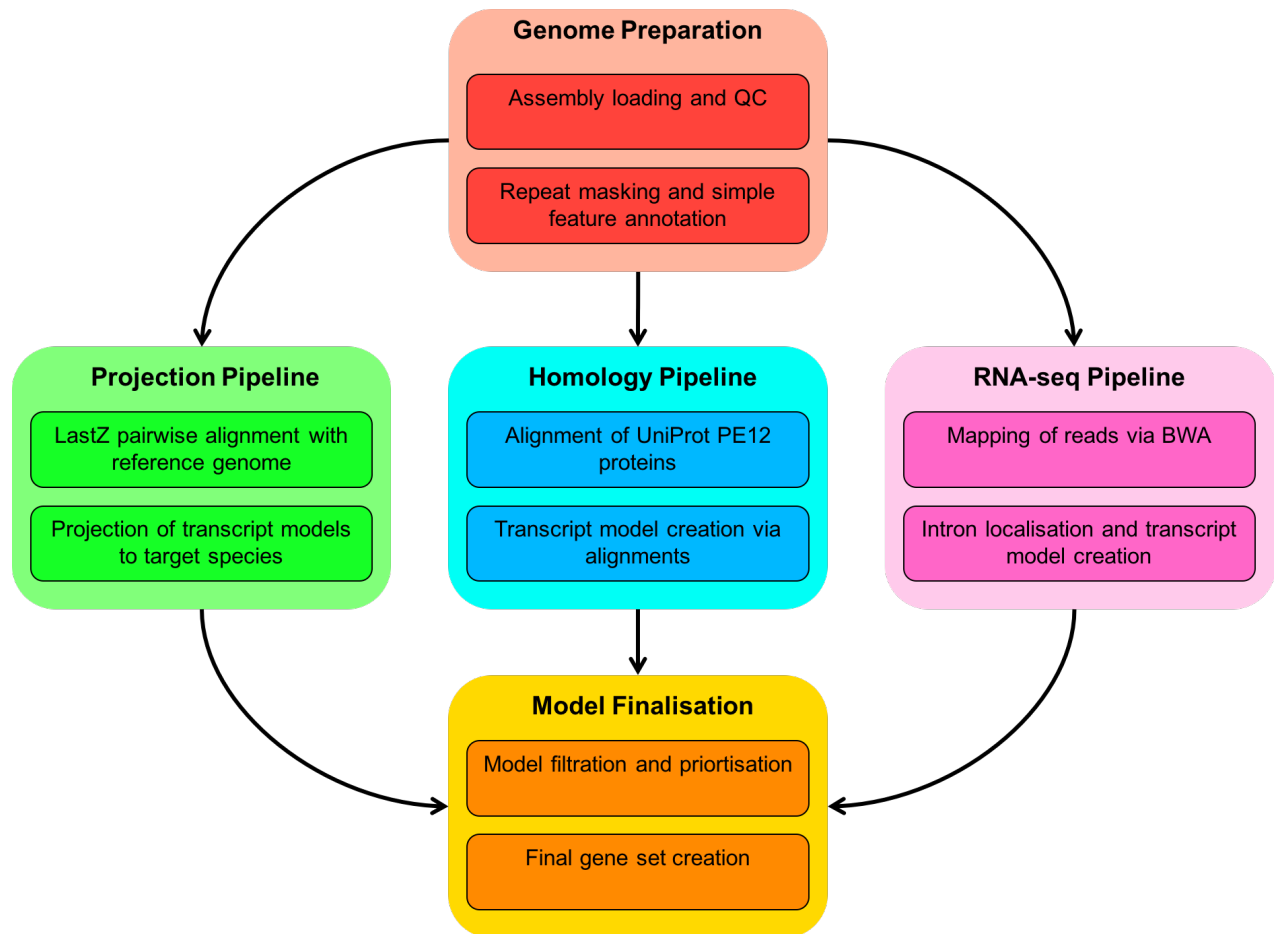 Genome Preparation
Assembly loading and QC
Repeat masking and simple
feature annotation
Projection Pipeline
LastZ pairwise alignment with
reference genome
Projection of transcript models
to target species
Homology Pipeline
Alignment of UniProt PE12
proteins
Transcript model creation via
alignments
RNA-seq Pipeline
Mapping of reads via BWA
Intron localisation and transcript
model creation
Model Finalisation
Model filtration and priortisation
Final gene set creation